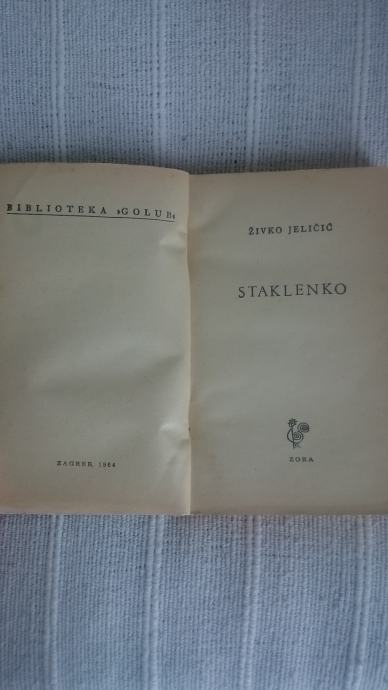 BIBLIOTEKA »GOLUB«
ZAGREB, 1964
ŽIVKO JELIČIĆ
STAKLENKO
ZORA